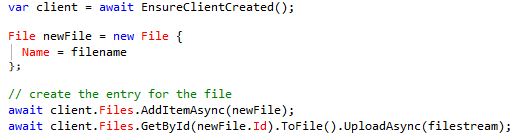 var client = await EnsureClientCreated();
File newFile = new File {
Name = filename
};
// create the entry for the file
await client.Files.AddItemAsync(newFile);
await client.Files.GetById(newFile.Id).ToFile().UploadAsync(filestream);